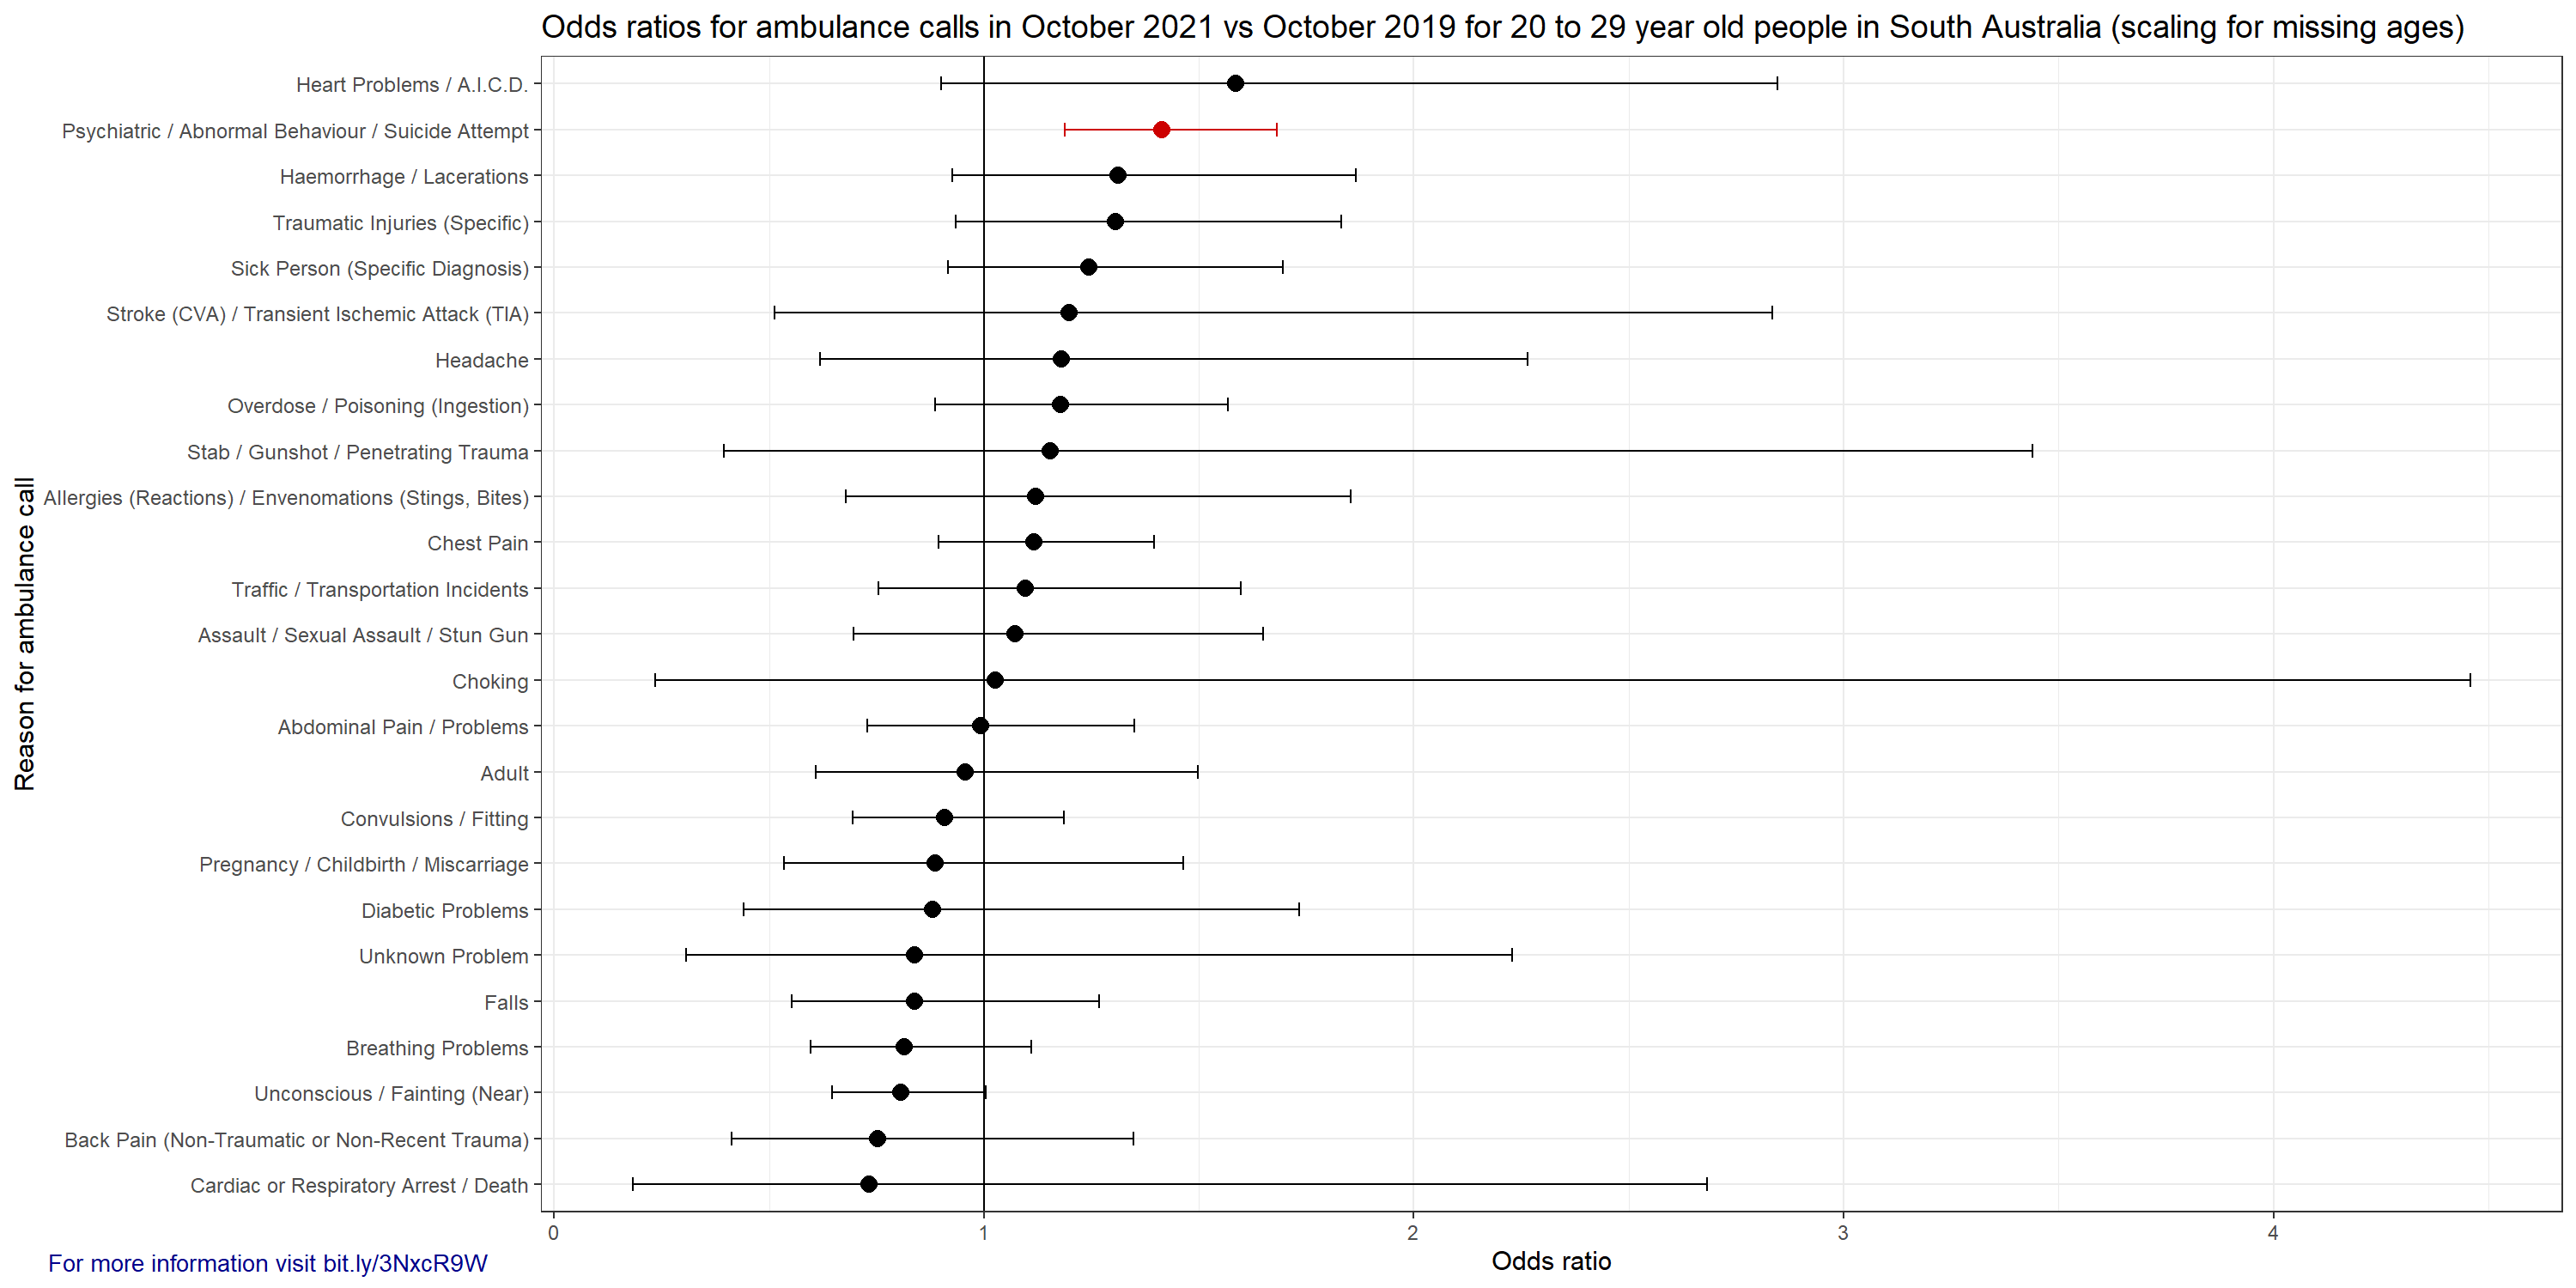 Odds ratios for ambulance calls in October 2021 vs October 2019 for 20 to 29 year old people in South Australia (scaling for missing ages)
Reason for ambulance call
Heart Problems / A.I.C.D.
Psychiatric / Abnormal Behaviour / Suicide Attempt
Haemorrhage / Lacerations
Traumatic Injuries (Specific)
Sick Person (Specific Diagnosis)
Stroke (CVA) / Transient Ischemic Attack (TIA)
Headache
Overdose / Poisoning (Ingestion)
Stab / Gunshot / Penetrating Trauma
Allergies (Reactions) / Envenomations (Stings, Bites)
Chest Pain
Traffic / Transportation Incidents
Assault / Sexual Assault / Stun Gun
Choking
Abdominal Pain / Problems
Adult
Convulsions / Fitting
Pregnancy / Childbirth / Miscarriage
Diabetic Problems
Unknown Problem
Falls
Breathing Problems
Unconscious / Fainting (Near)
Back Pain (Non-Traumatic or Non-Recent Trauma)
Cardiac or Respiratory Arrest / Death
0 1 2 3 4
Odds ratio
For more information visit bit.ly/3NxcR9W